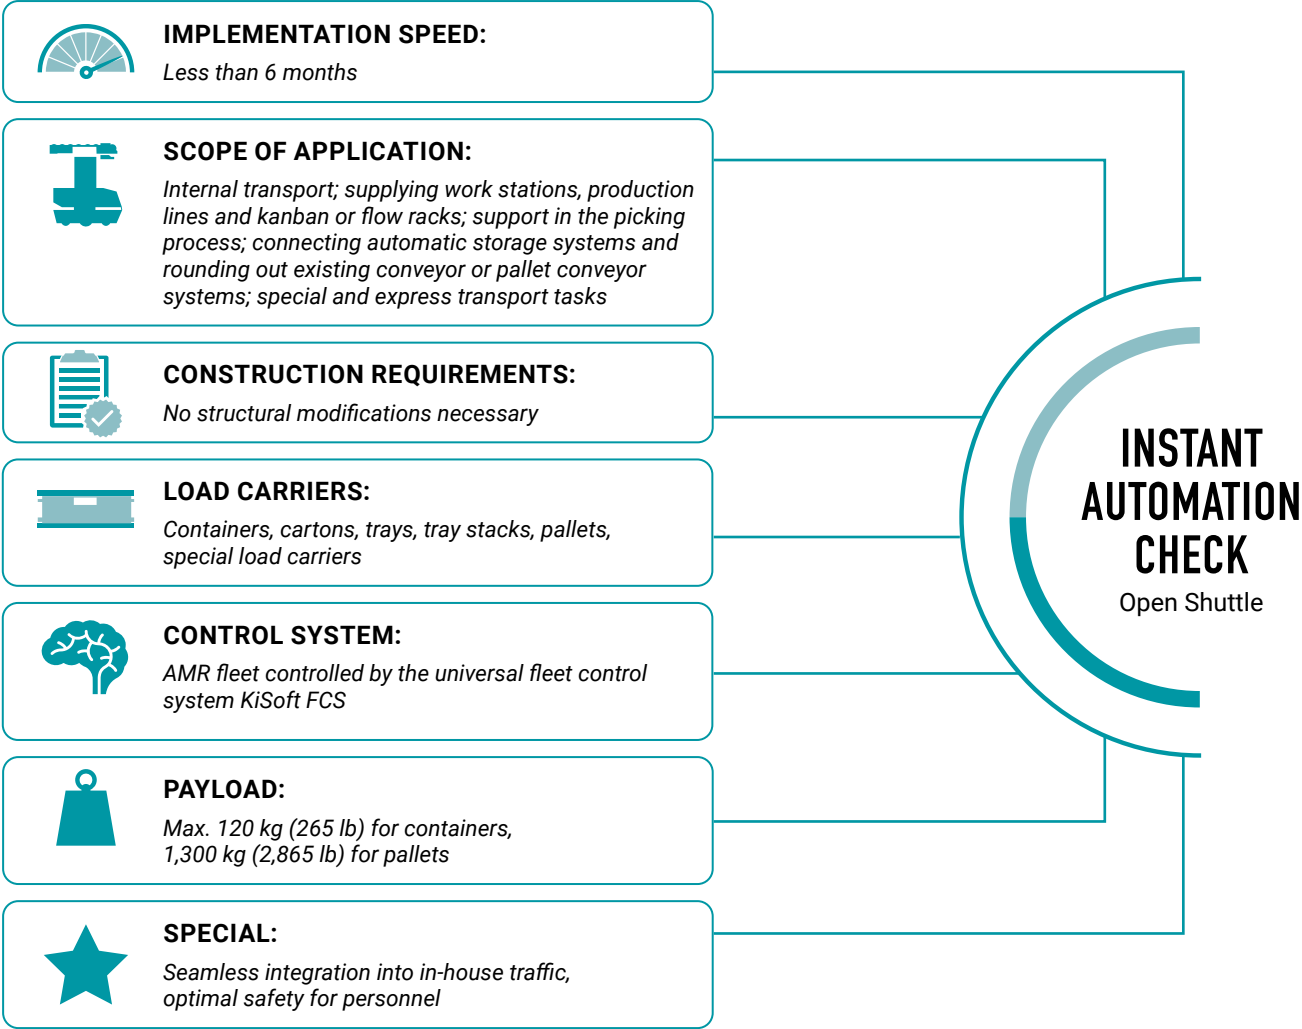 IMPLEMENTATION SPEED:
Less than 6 months
SCOPE OF APPLICATION:
Internal transport; supplying work stations, production
lines and kanban or flow racks; support in the picking
process; connecting automatic storage systems and
rounding out existing conveyor or pallet conveyor
systems; special and express transport tasks
CONSTRUCTION REQUIREMENTS:
No structural modifications necessary
LOAD CARRIERS:
Containers, cartons, trays, tray stacks, pallets,
special load carriers
CONTROL SYSTEM:
AMR fleet controlled by the universal fleet control
system KiSoft FCS
PAYLOAD:
Max. 120 kg (265 lb) for containers,
1,300 kg (2,865 lb) for pallets
SPECIAL:
Seamless integration into in-house traffic,
optimal safety for personnel
INSTANT
AUTOMATION
CHECK
Open Shuttle